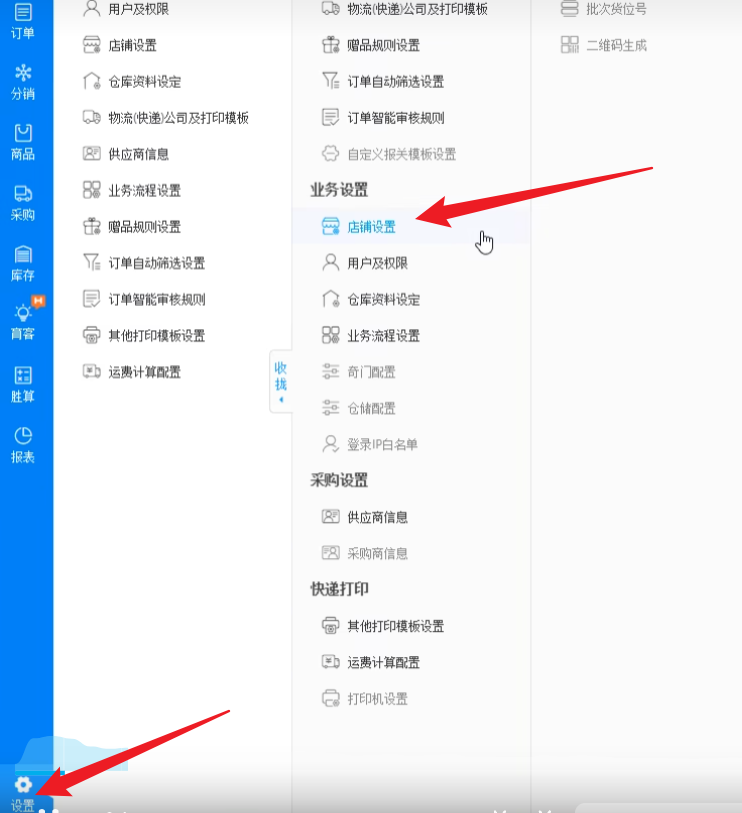 订单
分销
商品
采购
库存
育客
胜算
报表
设置
用户及权限
店铺设置
仓库资料设定
物流(快递)公司及打印模板
供应商信息
业务流程设置
赠品规则设置
订单自动筛选设置
订单智能审核规则
其他打印模板设置
运费计算配置
收拢
物流(快递)公司及打印模板
赠品规则设置
订单自动筛选设置
订单智能审核规则
自定义报关模板设置
业务设置
店铺设置
用户及权限
仓库资料设定
业务流程设置
奇门配置
仓储配置
登录IP白名单
采购设置
供应商信息
采购商信息
快递打印
其他打印模板设置
运费计算配置
打印机设置
批次货位号
二维码生成